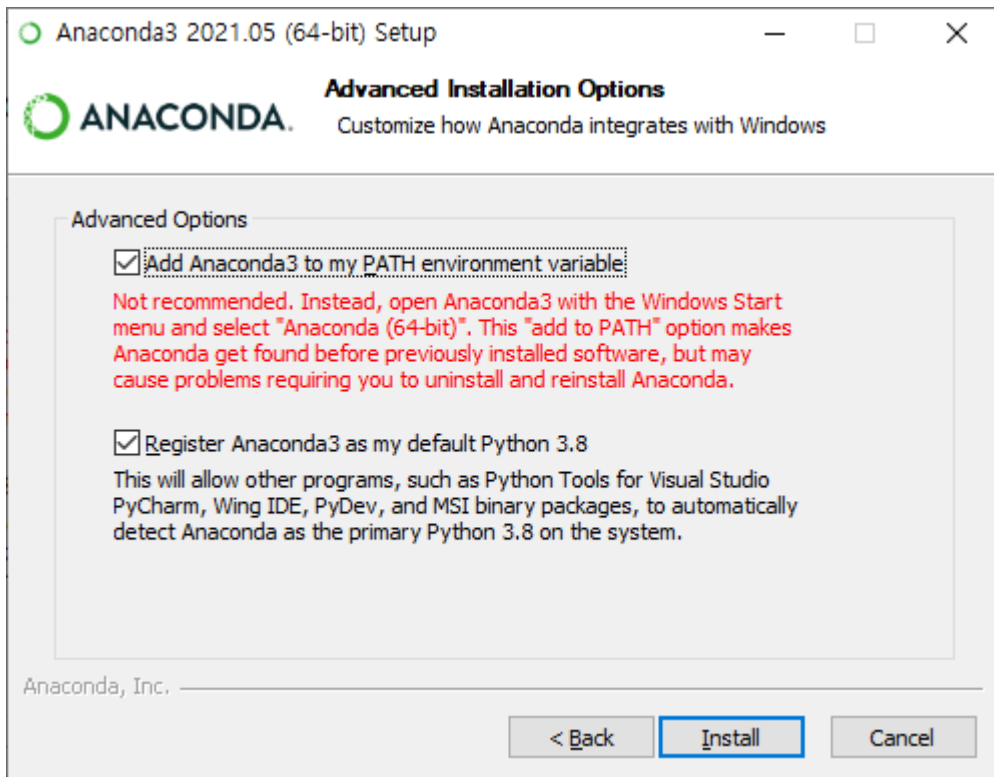 Anaconda3 2021.05 (64-bit) Setup
ANACONDA.
Advanced Installation Options
Customize how Anaconda integrates with Windows
Advanced Options
Add Anaconda3 to my PATH environment variable
Not recommended. Instead, open Anaconda3 with the Windows Start
menu and select "Anaconda (64-bit)". This "add to PATH" option makes
Anaconda get found before previously installed software, but may
cause problems requiring you to uninstall and reinstall Anaconda.
Register Anaconda3 as my default Python 3.8
This will allow other programs, such as Python Tools for Visual Studio
PyCharm, Wing IDE, PyDev, and MSI binary packages, to automatically
detect Anaconda as the primary Python 3.8 on the system.
Anaconda, Inc.
< Back
Install
Cancel